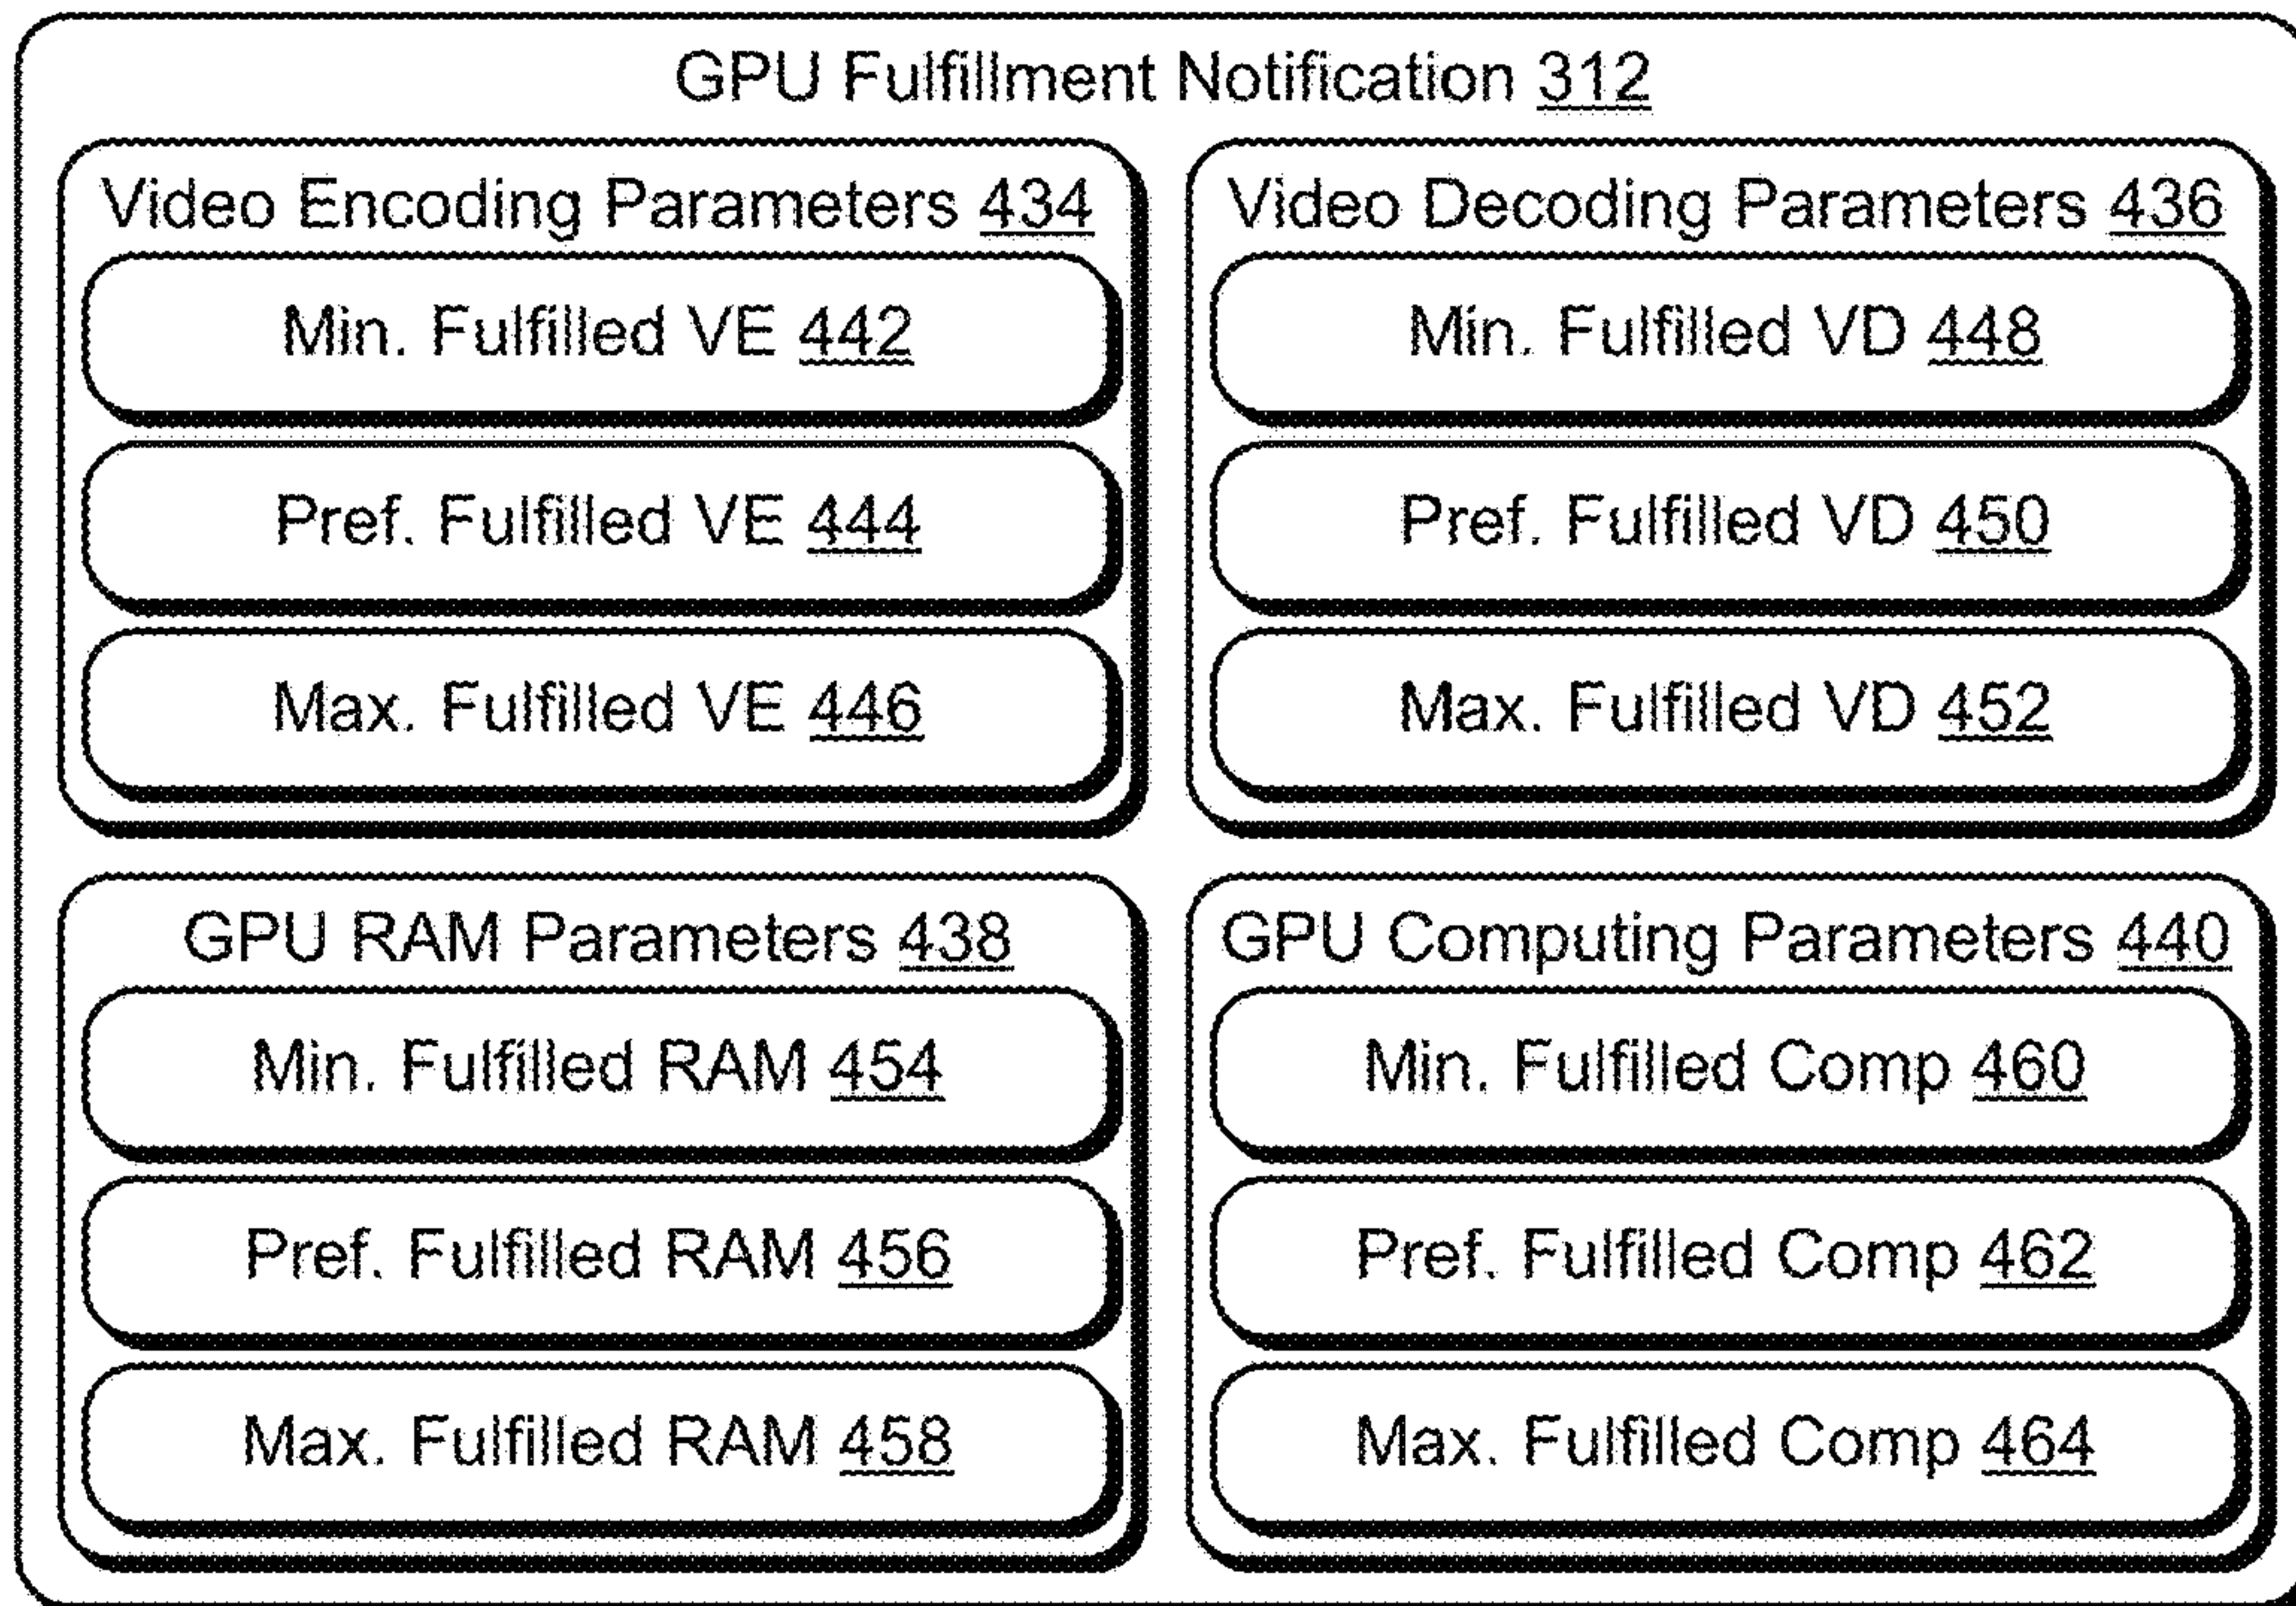 GPU Fulfillment Notification 312
Video Encoding Parameters 434
Min. Fulfilled VE 442
Pref. Fulfilled VE 444
Max. Fulfilled VE 446
Video Decoding Parameters 436
Min. Fulfilled VD 448
Pref. Fulfilled VD 450
Max. Fulfilled VD 452
GPU RAM Parameters 438
Min. Fulfilled RAM 454
Pref. Fulfilled RAM 456
Max. Fulfilled RAM 458
GPU Computing Parameters 440
Min. Fulfilled Comp 460
Pref. Fulfilled Comp 462
Max. Fulfilled Comp 464